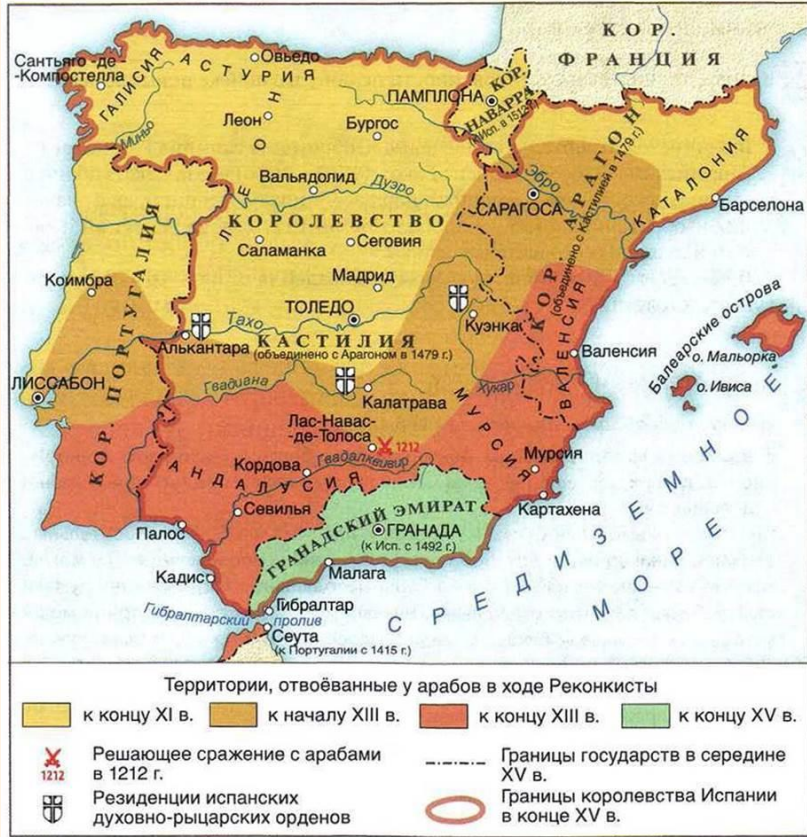 КОР.
ФРАНЦИЯ
Сантьяго-де-
-Компостелла
Овьедо
АСТУРИЯ
ГАЛИСИЯ
ПАМПЛОНА
КОР.
НАВАРРА
(к Исп. в 1512 г.)
Леон
ЛЕОН
Бургос
Миньо
КОР. АРАГОН
(объединено с Кастилией в 1479 г.)
КАТАЛОНИЯ
Эбро
Вальядолид
Дуэро
САРАГОСА
Барселона
КОРОЛЕВСТВО
Саламанка
Сеговия
Коимбра
Мадрид
ТОЛЕДО
Тахо
Куэнка
КАСТИЛИЯ
(объединено с Арагоном в 1479 г.)
Алькантара
КОР. ПОРТУГАЛИЯ
ВАЛЕНСИЯ
Валенсия
Балеарские острова
о. Мальорка
о. Ивиса
ЛИССАБОН
Гвадиана
Хукар
Калатрава
Лас-Навас-
-де-Толоса
1212
МУРСИЯ
Мурсия
Кордова
Гвадалквивир
АНДАЛУСИЯ
Севилья
Картахена
ГРАНАДСКИЙ ЭМИРАТ
ГРАНАДА
(к Исп. с 1492 г.)
Палос
Кадис
Малага
Гибралтар
Гибралтарский пролив
Сеута
(к Португалии с 1415 г.)
СРЕДИЗЕМНОЕ
МОРЕ
Территории, отвоёванные у арабов в ходе Реконкисты
к концу XI в.
к началу XIII в.
к концу XIII в.
к концу XV в.
1212
Решающее сражение с арабами
в 1212 г.
Границы государств в середине
XV в.
Резиденции испанских
духовно-рыцарских орденов
Границы королевства Испании
в конце XV в.